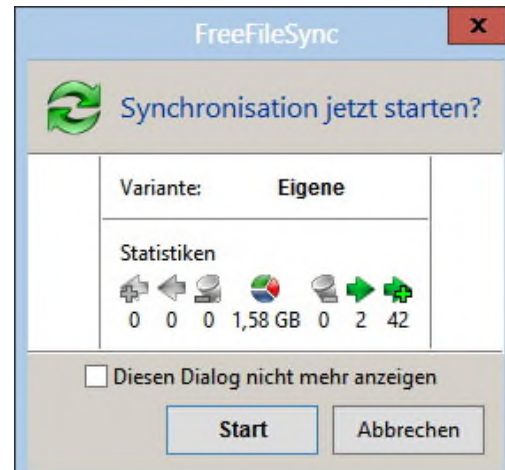 FreeFileSync
x
Synchronisation jetzt starten?
Variante: Eigene
Statistiken
0 0 0 1,58 GB 0 2 42
Diesen Dialog nicht mehr anzeigen
Start Abbrechen